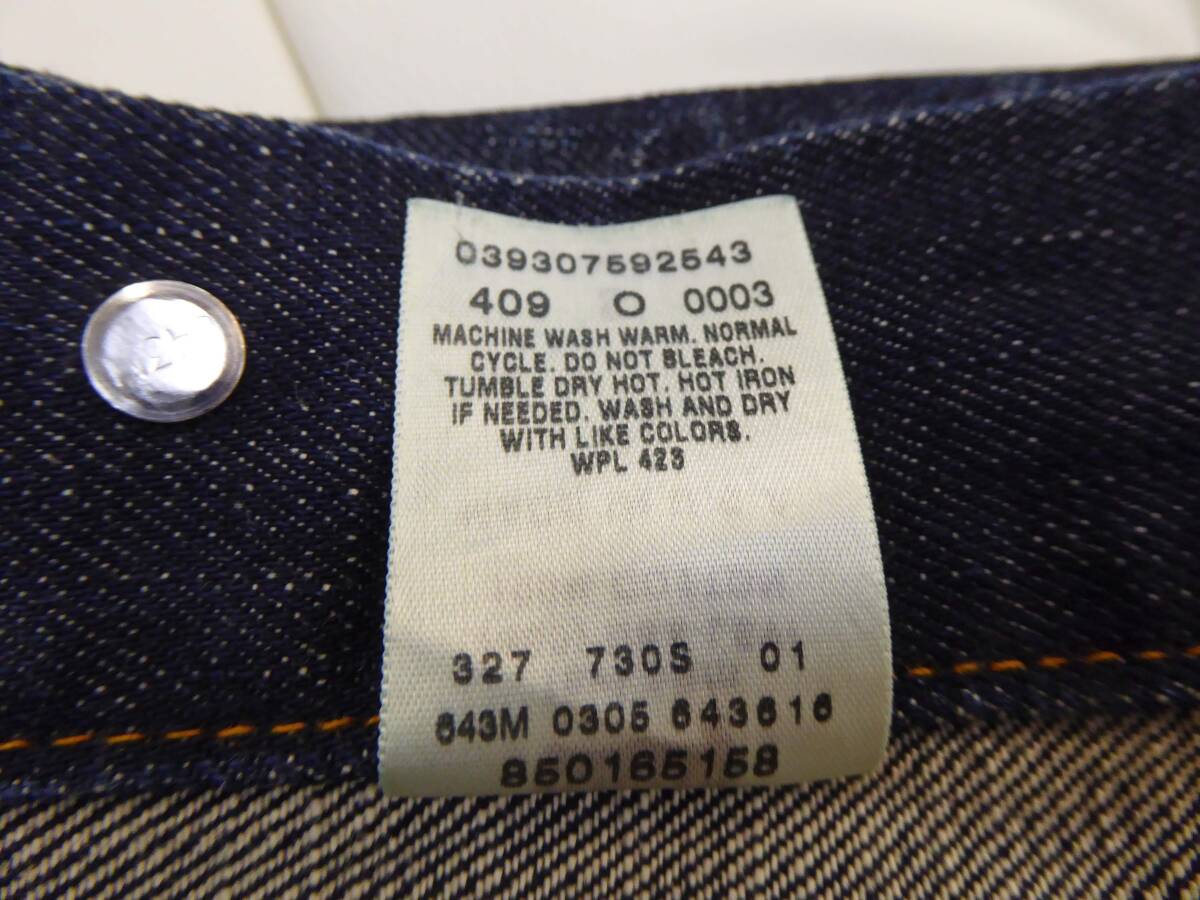 039307592543
409 O 0003
MACHINE WASH WARM. NORMAL
CYCLE. DO NOT BLEACH.
TUMBLE DRY HOT. HOT IRON
IF NEEDED. WASH AND DRY
WITH LIKE COLORS.
WPL 423
327 730S 01
643M 0305 643616
850165158